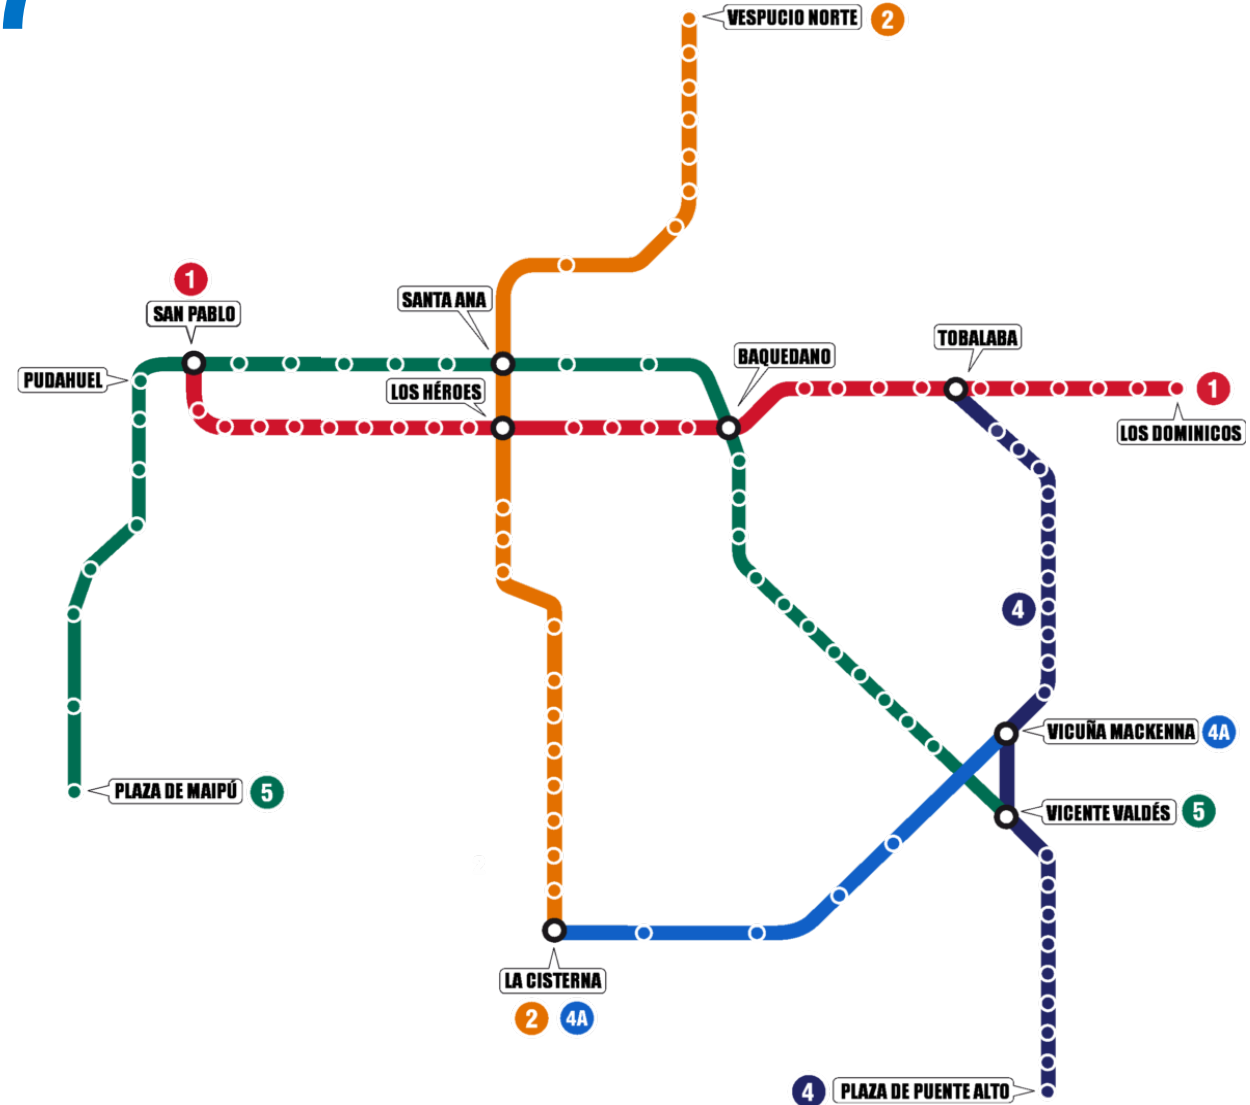 VESPUCIO NORTE 2
1
SAN PABLO
SANTA ANA
TOBALABA
BAQUEDANO
PUDAHUEL
LOS HÉROES
1
LOS DOMINICOS
4
VICUÑA MACKENNA 4A
PLAZA DE MAIPÚ 5
VICENTE VALDÉS 5
LA CISTERNA
2 4A
4 PLAZA DE PUENTE ALTO